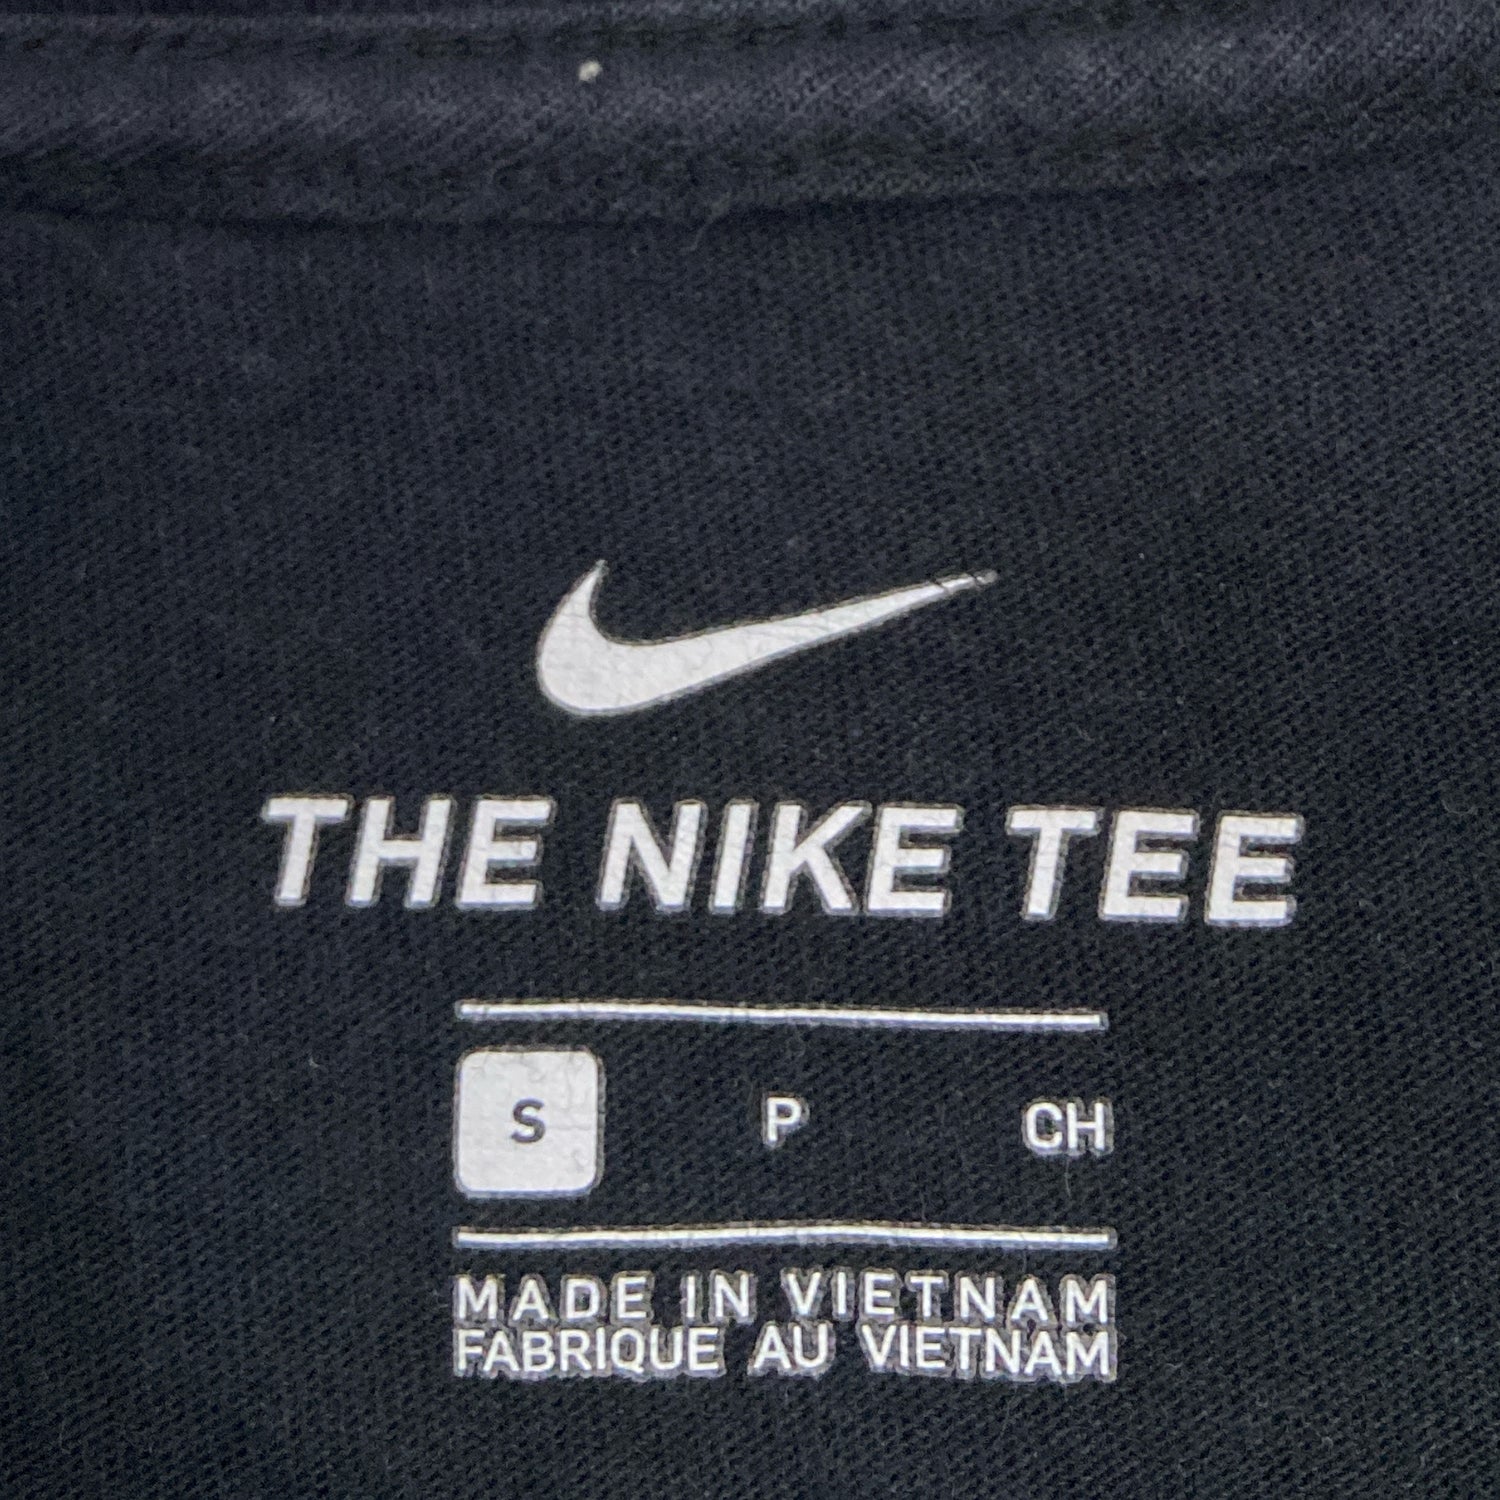 THE NIKE TEE
S P CH
MADE IN VIETNAM
FABRIQUE AU VIETNAM